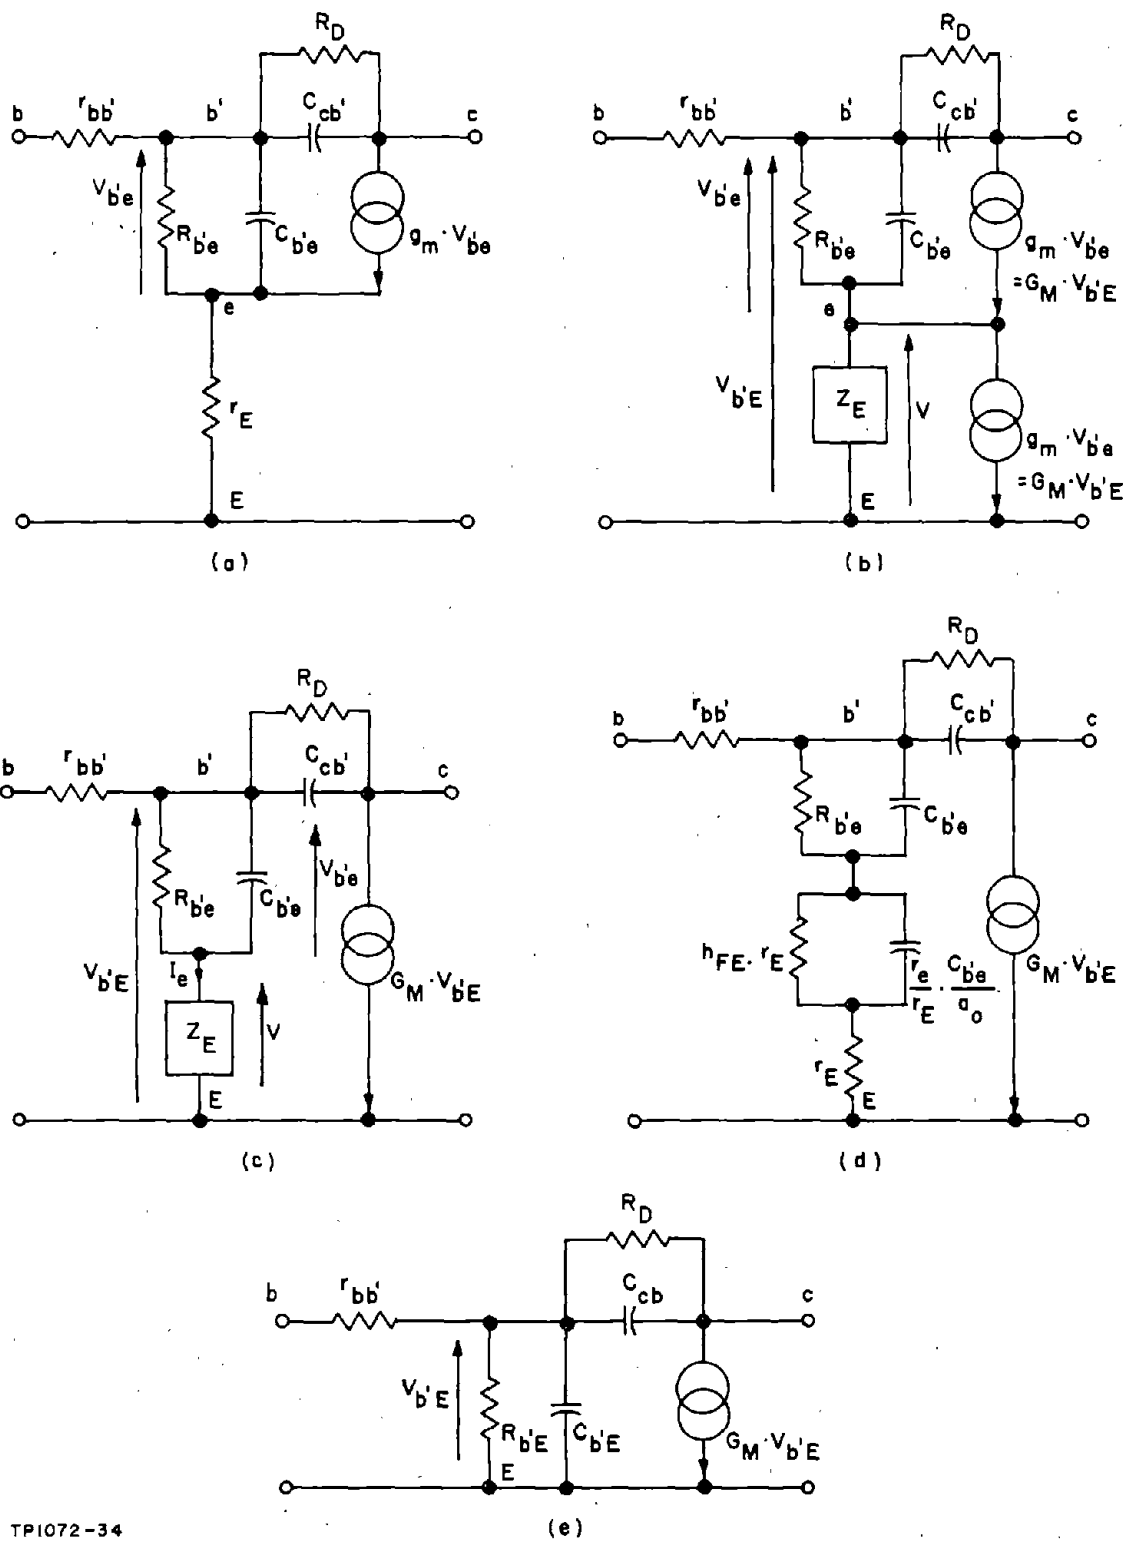 R_D
b r_bb' b' C_cb' c
V_b'e R_b'e C_b'e g_m · V_b'e
e
r_E
E
(a)
R_D
b r_bb' b' C_cb' c
V_b'e R_b'e C_b'e g_m · V_b'e
= G_M · V_b'E
e
V_b'E Z_E V g_m · V_b'e
= G_M · V_b'E
E
(b)
R_D
b r_bb' b' C_cb' c
V_b'e
R_b'e C_b'e
V_b'E I_e G_M · V_b'E
Z_E V
E
(c)
R_D
b r_bb' b' C_cb' c
R_b'e C_b'e
h_FE · r_E r_e/r_E · C_b'e/a_o G_M · V_b'E
r_E
E
(d)
R_D
b r_bb' C_cb c
V_b'E R_b'E C_b'E G_M · V_b'E
E
(e)
TP1072-34